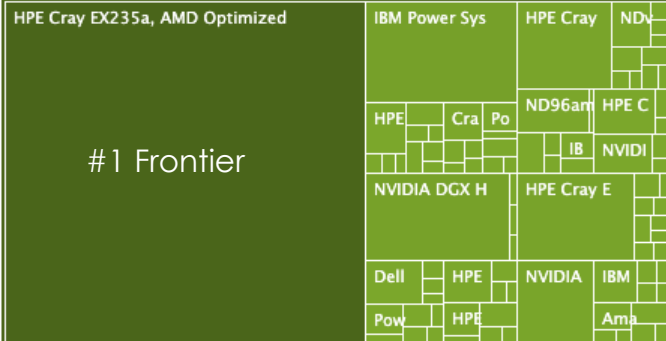 HPE Cray EX235a, AMD Optimized
#1 Frontier
IBM Power Sys
HPE Cray
NDv
HPE
Cra
Po
ND96am
HPE C
IB
NVIDI
NVIDIA DGX H
HPE Cray E
Dell
HPE
NVIDIA
IBM
Pow
HPE
Ama